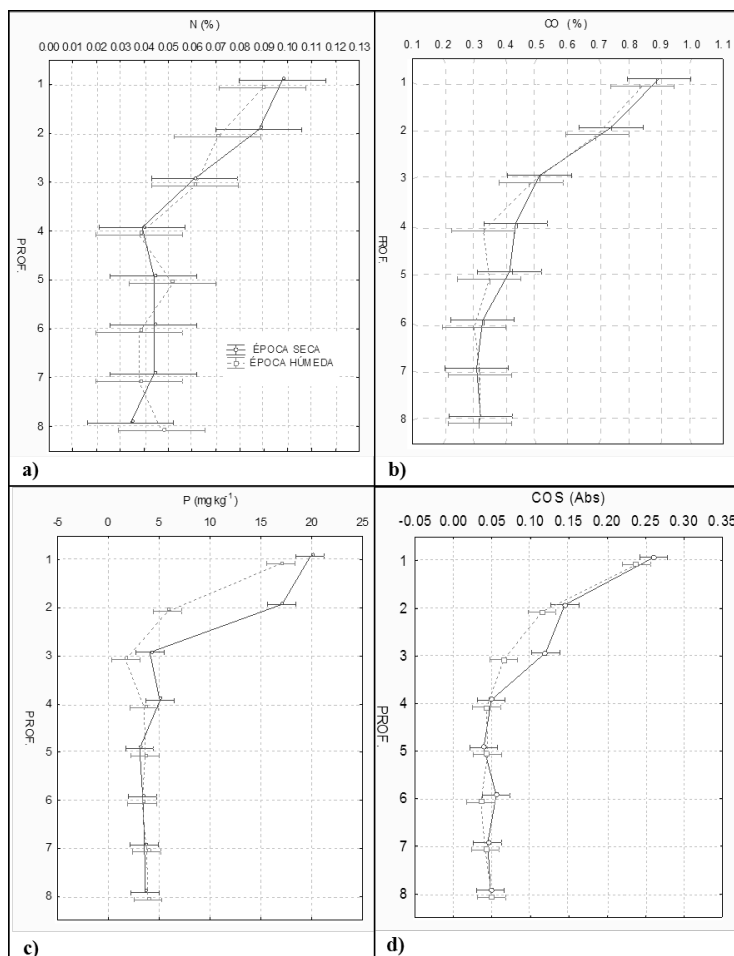 N (%)
0.00 0.01 0.02 0.03 0.04 0.05 0.06 0.07 0.08 0.09 0.10 0.11 0.12 0.13
1
2
3
4
5
6
7
8
PROF.
ÉPOCA SECA
ÉPOCA HÚMEDA
a)
CO (%)
0.1 0.2 0.3 0.4 0.5 0.6 0.7 0.8 0.9 1.0 1.1
1
2
3
4
5
6
7
8
PROF.
b)
P (mg kg⁻¹)
-5 0 5 10 15 20 25
1
2
3
4
5
6
7
8
PROF.
c)
COS (Abs)
-0.05 0.00 0.05 0.10 0.15 0.20 0.25 0.30 0.35
1
2
3
4
5
6
7
8
PROF.
d)